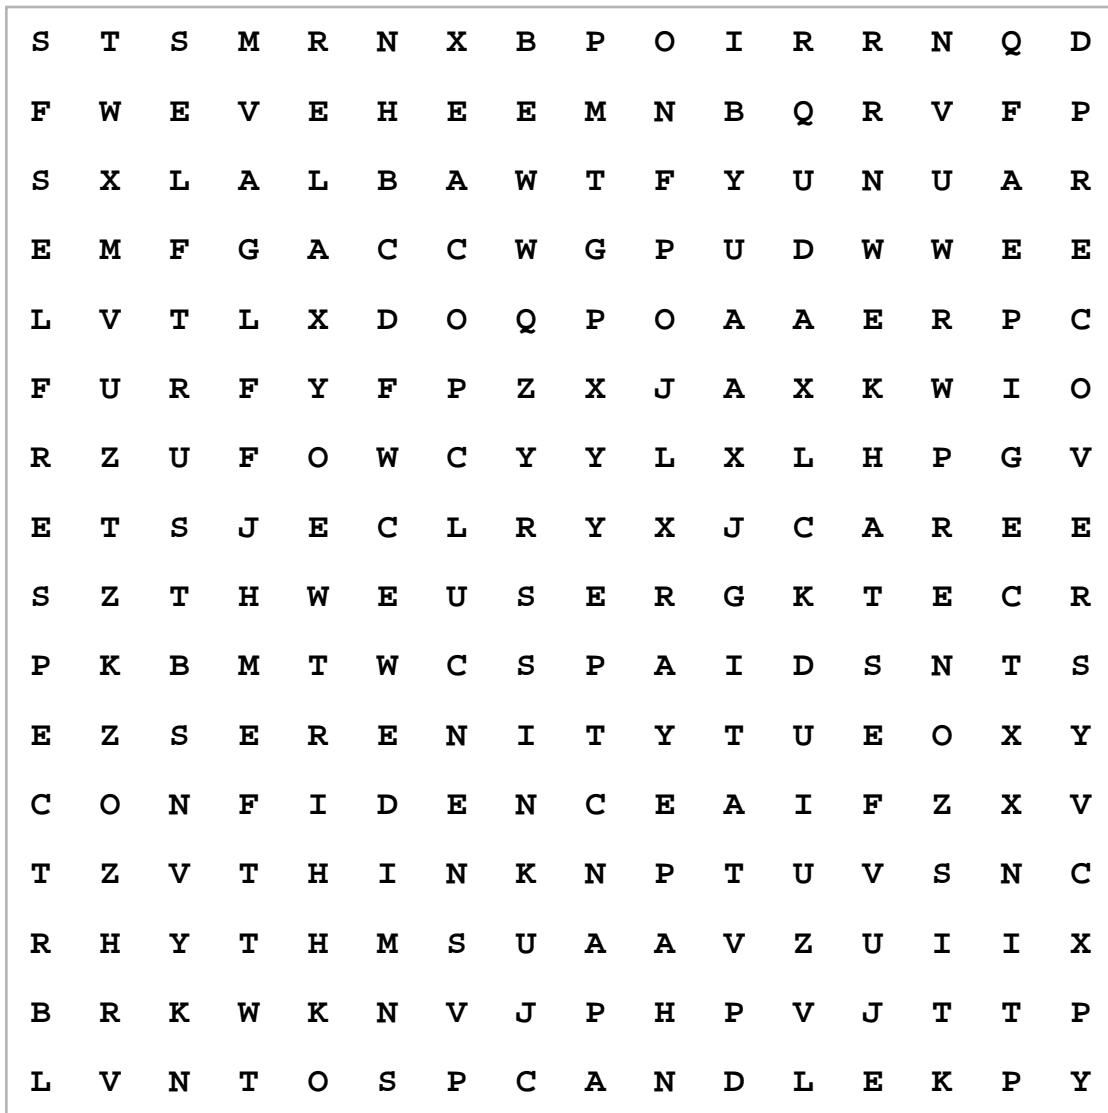 S T S M R N X B P O I R R N Q D
F W E V E H E E M N B Q R V F P
S X L A L B A W T F Y U N U A R
E M F G A C C W G P U D W W E E
L V T L X D O Q P O A A E R P C
F U R F Y F P Z X J A X K W I O
R Z U F O W C Y Y L X L H P G V
E T S J E C L R Y X J C A R E E
S Z T H W E U S E R G K T E C R
P K B M T W C S P A I D S N T S
E Z S E R E N I T Y T U E O X Y
C O N F I D E N C E A I F Z X V
T Z V T H I N K N P T U V S N C
R H Y T H M S U A A V Z U I I X
B R K W K N V J P H P V J T T P
L V N T O S P C A N D L E K P Y